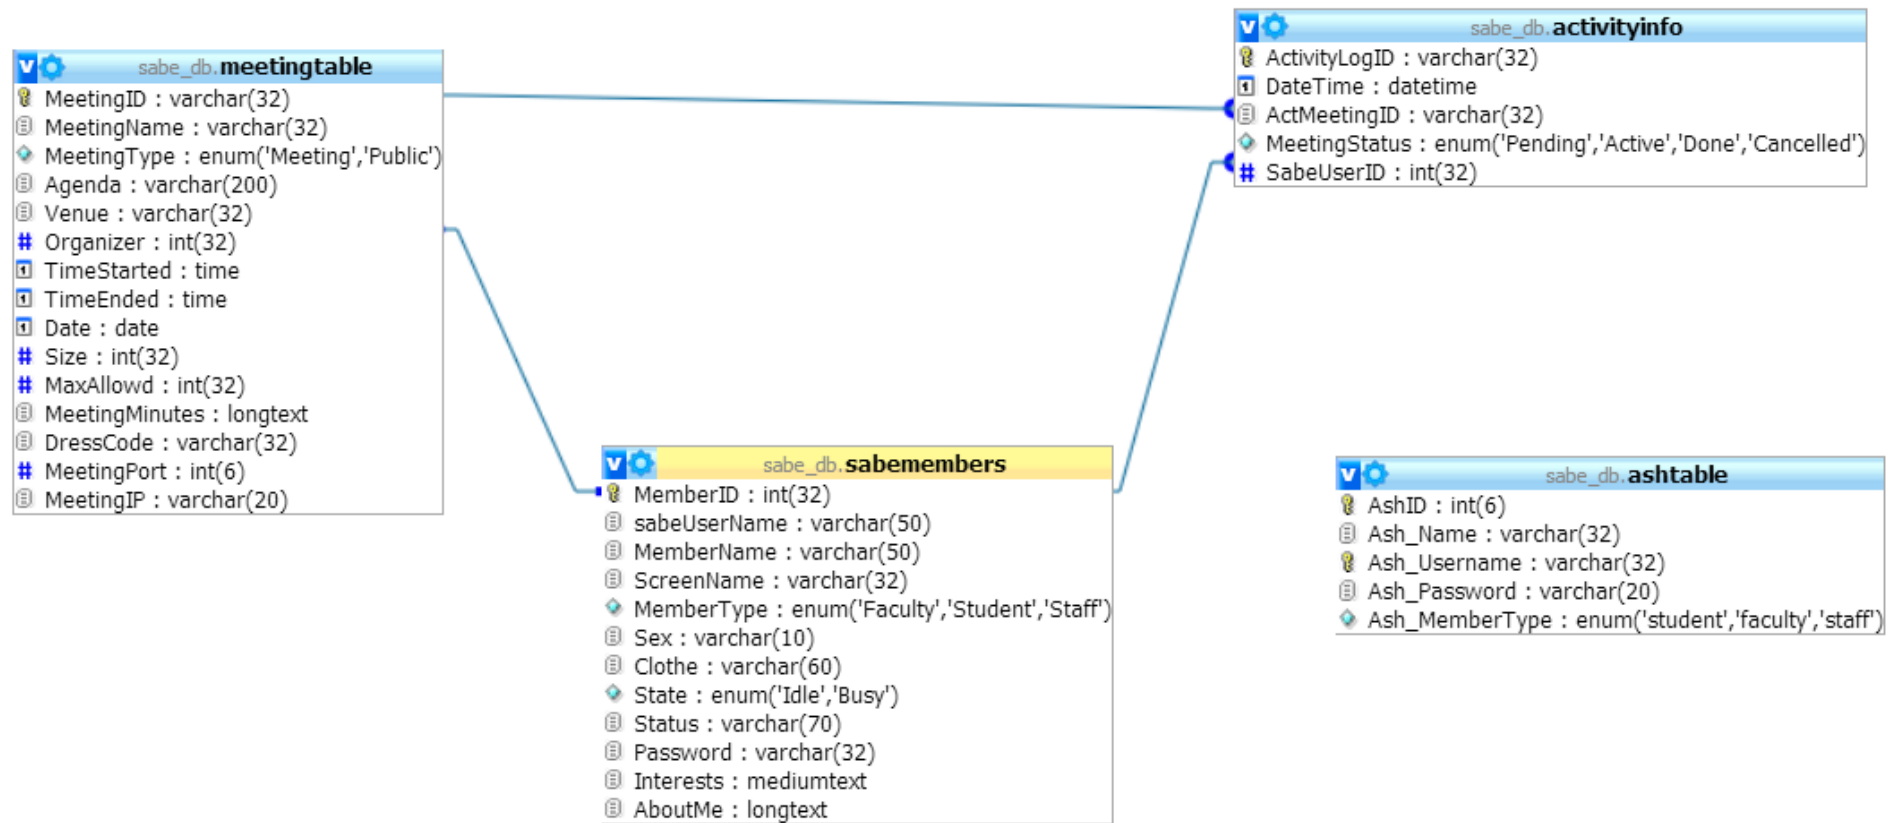 sabe_db.meetingtable
MeetingID : varchar(32)
MeetingName : varchar(32)
MeetingType : enum('Meeting','Public')
Agenda : varchar(200)
Venue : varchar(32)
Organizer : int(32)
TimeStarted : time
TimeEnded : time
Date : date
Size : int(32)
MaxAllowd : int(32)
MeetingMinutes : longtext
DressCode : varchar(32)
MeetingPort : int(6)
MeetingIP : varchar(20)
sabe_db.activityinfo
ActivityLogID : varchar(32)
DateTime : datetime
ActMeetingID : varchar(32)
MeetingStatus : enum('Pending','Active','Done','Cancelled')
SabeUserID : int(32)
sabe_db.sabemembers
MemberID : int(32)
sabeUserName : varchar(50)
MemberName : varchar(50)
ScreenName : varchar(32)
MemberType : enum('Faculty','Student','Staff')
Sex : varchar(10)
Clothe : varchar(60)
State : enum('Idle','Busy')
Status : varchar(70)
Password : varchar(32)
Interests : mediumtext
AboutMe : longtext
sabe_db.ashtable
AshID : int(6)
Ash_Name : varchar(32)
Ash_Username : varchar(32)
Ash_Password : varchar(20)
Ash_MemberType : enum('student','faculty','staff')